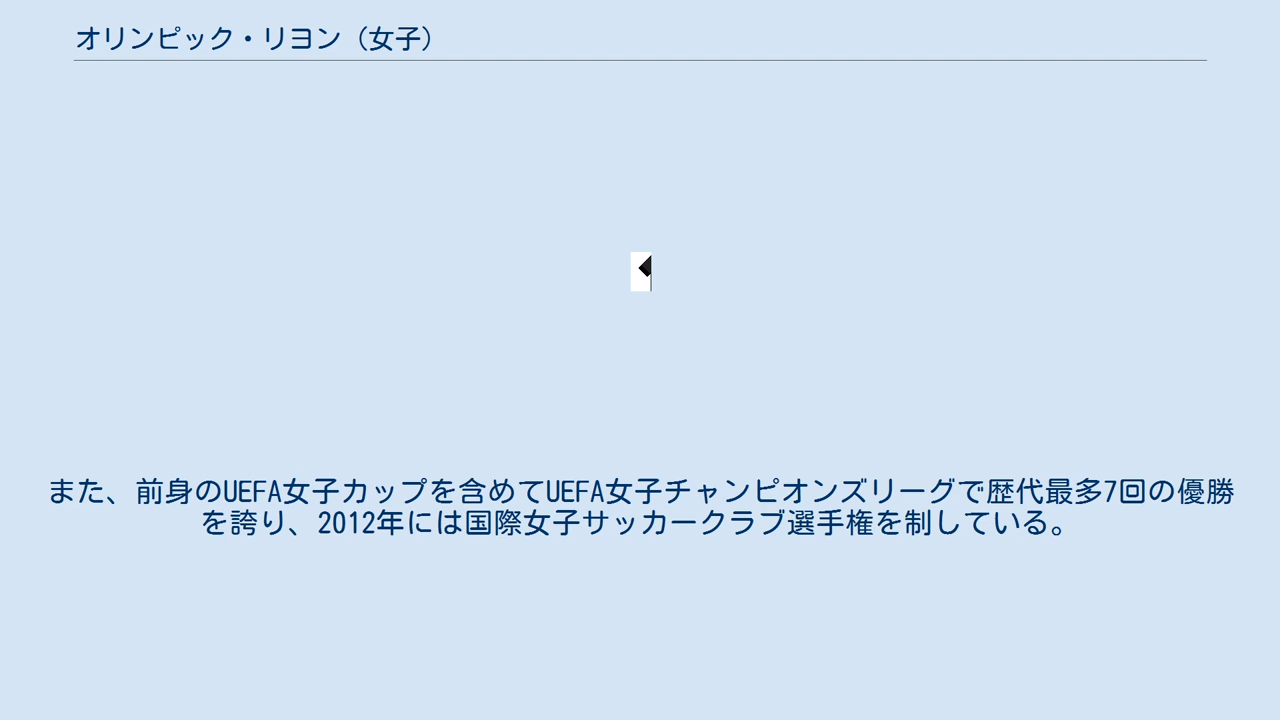 オリンピック・リヨン（女子）
また、前身のUEFA女子カップを含めてUEFA女子チャンピオンズリーグで歴代最多7回の優勝
を誇り、2012年には国際女子サッカークラブ選手権を制している。